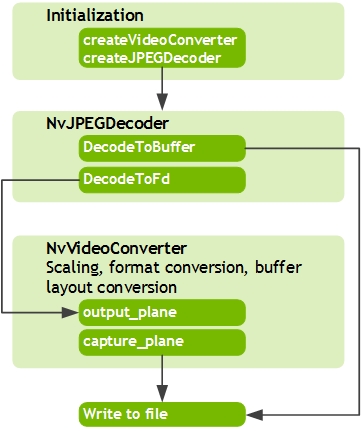 Initialization
createVideoConverter
createJPEGDecoder
NvJPEGDecoder
DecodeToBuffer
DecodeToFd
NvVideoConverter
Scaling, format conversion, buffer
layout conversion
output_plane
capture_plane
Write to file